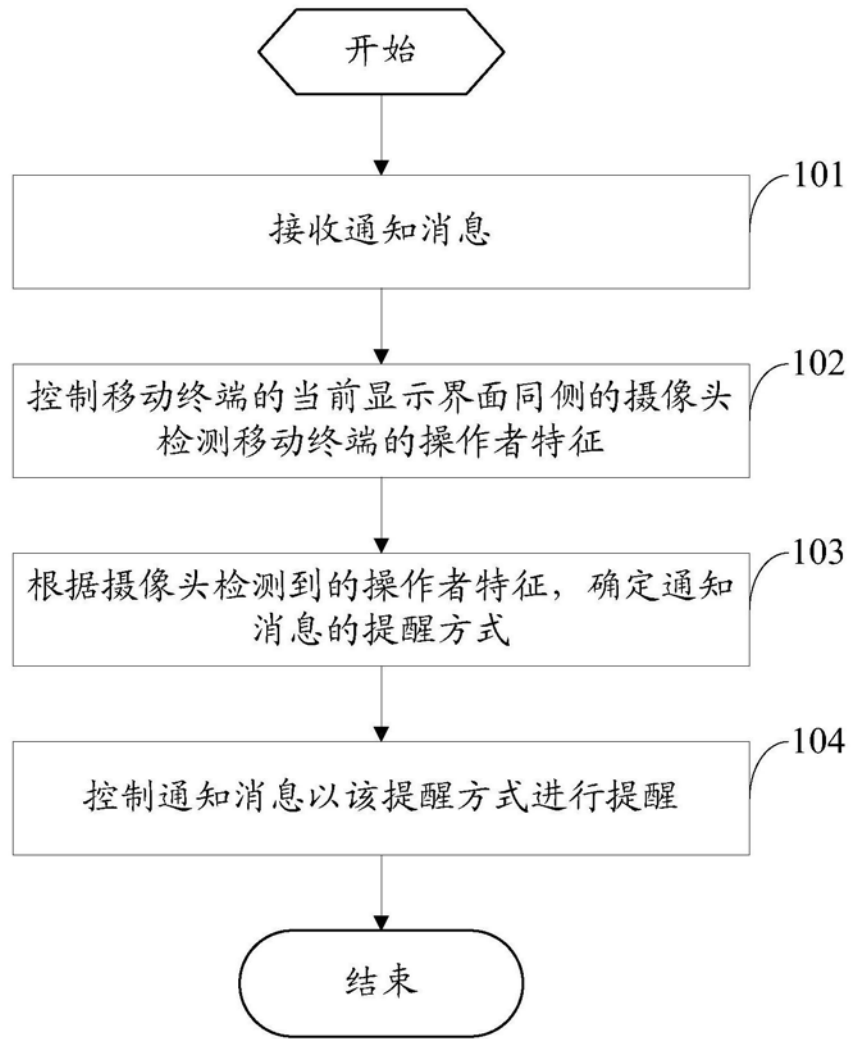 开始
101
接收通知消息
102
控制移动终端的当前显示界面同侧的摄像头
检测移动终端的操作者特征
103
根据摄像头检测到的操作者特征，确定通知
消息的提醒方式
104
控制通知消息以该提醒方式进行提醒
结束